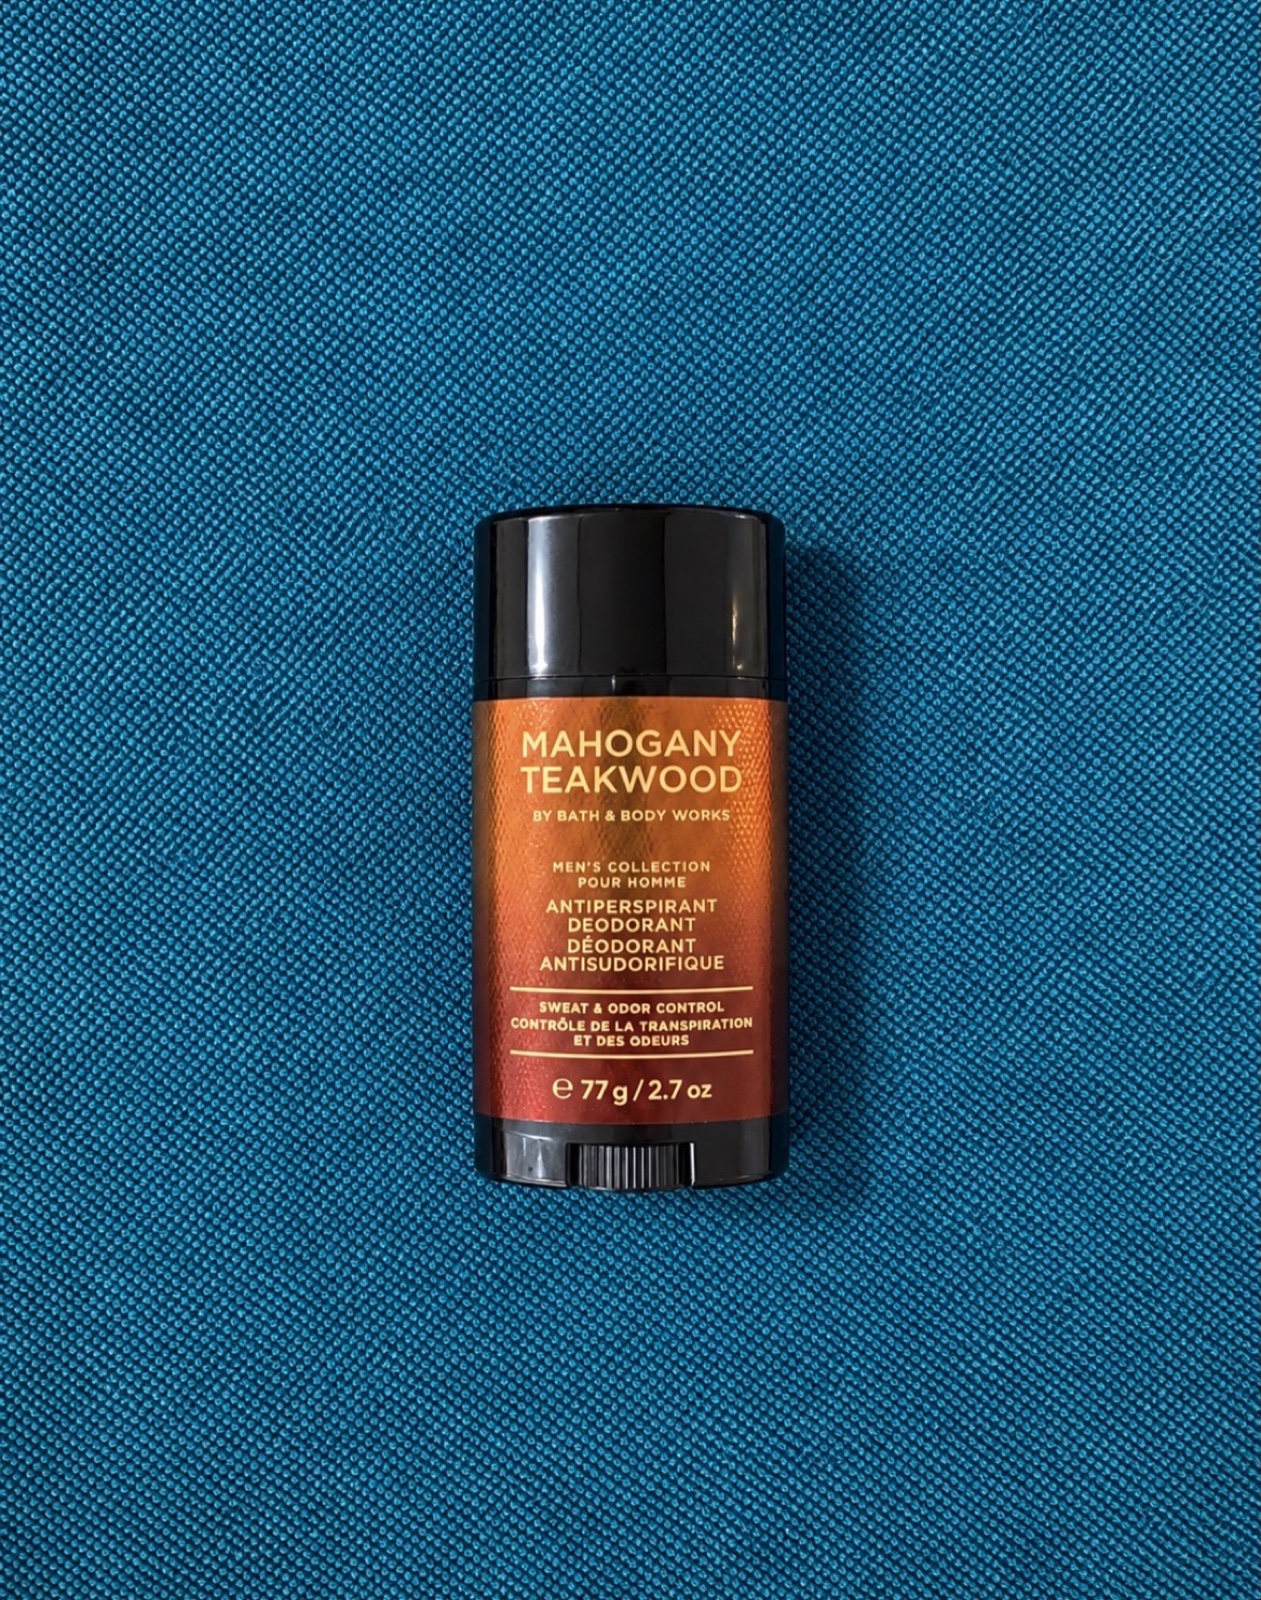 MAHOGANY
TEAKWOOD
BY BATH & BODY WORKS
MEN'S COLLECTION
POUR HOMME
ANTIPERSPIRANT
DEODORANT
DÉODORANT
ANTISUDORIFIQUE
SWEAT & ODOR CONTROL
CONTRÔLE DE LA TRANSPIRATION
ET DES ODEURS
℮ 77 g / 2.7 oz